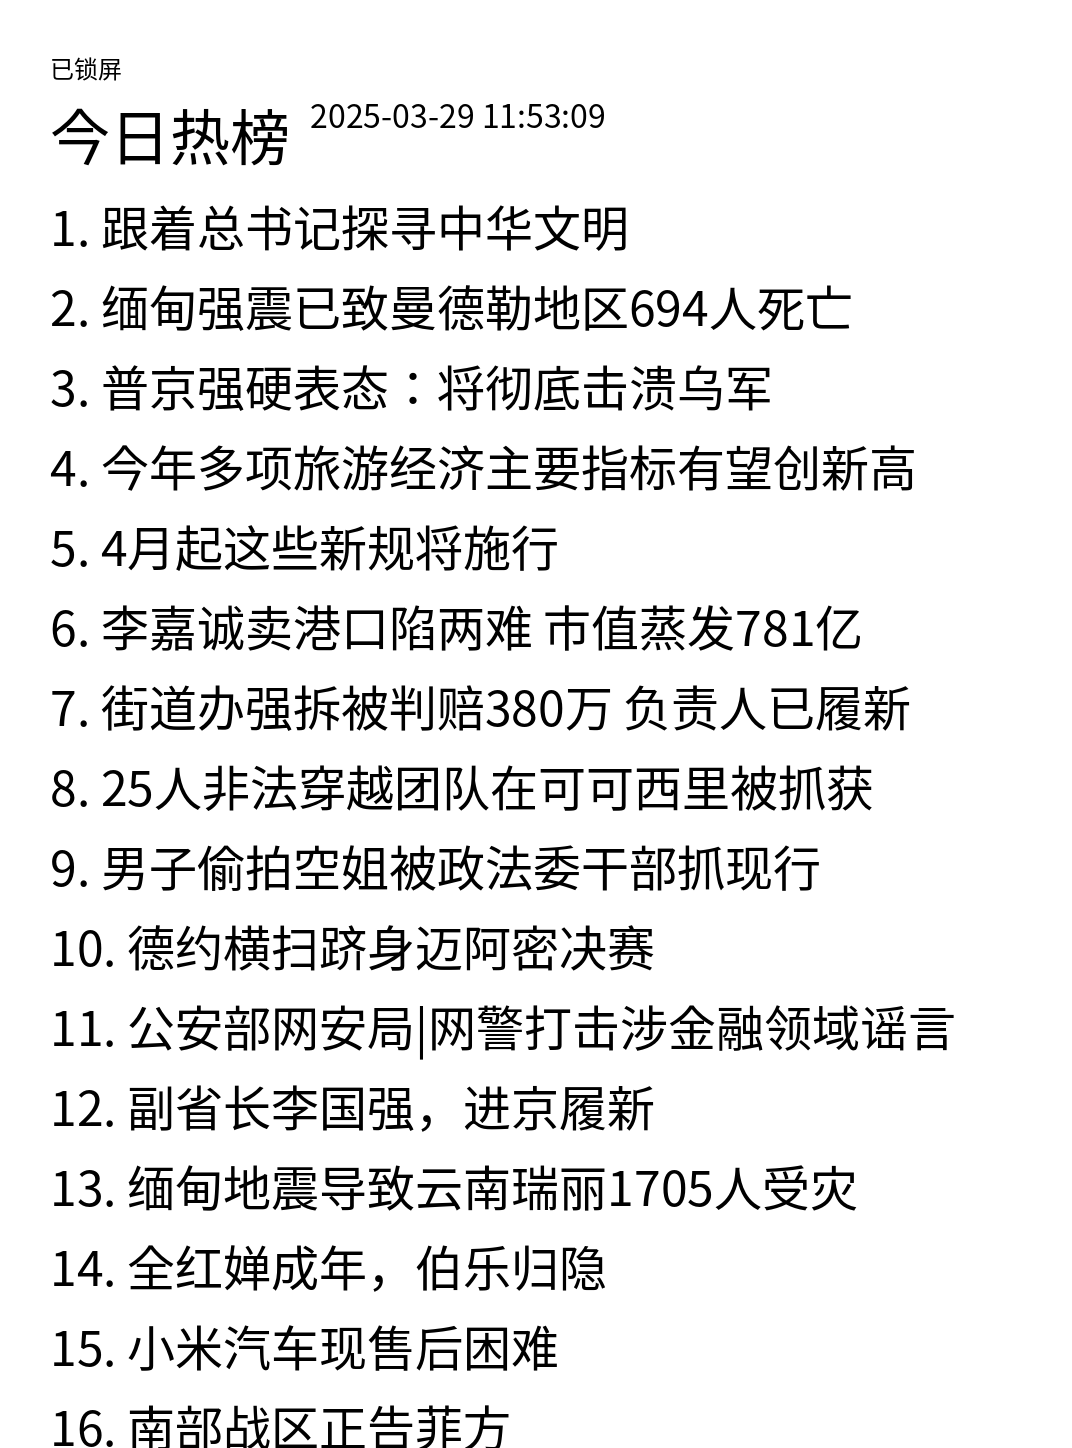 已锁屏
今日热榜 2025-03-29 11:53:09
1. 跟着总书记探寻中华文明
2. 缅甸强震已致曼德勒地区694人死亡
3. 普京强硬表态：将彻底击溃乌军
4. 今年多项旅游经济主要指标有望创新高
5. 4月起这些新规将施行
6. 李嘉诚卖港口陷两难 市值蒸发781亿
7. 街道办强拆被判赔380万 负责人已履新
8. 25人非法穿越团队在可可西里被抓获
9. 男子偷拍空姐被政法委干部抓现行
10. 德约横扫跻身迈阿密决赛
11. 公安部网安局|网警打击涉金融领域谣言
12. 副省长李国强，进京履新
13. 缅甸地震导致云南瑞丽1705人受灾
14. 全红婵成年，伯乐归隐
15. 小米汽车现售后困难
16. 南部战区正告菲方